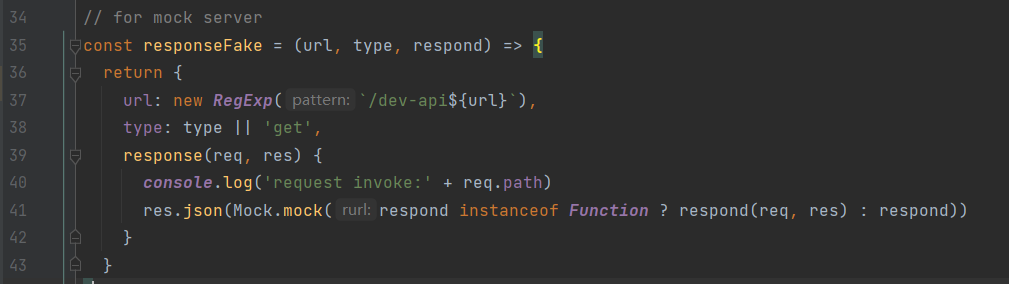 34 // for mock server
35 const responseFake = (url, type, respond) => {
36 return {
37 url: new RegExp( pattern: `/dev-api${url}`),
38 type: type || 'get',
39 response(req, res) {
40 console.log('request invoke:' + req.path)
41 res.json(Mock.mock( rurl: respond instanceof Function ? respond(req, res) : respond))
42 }
43 }